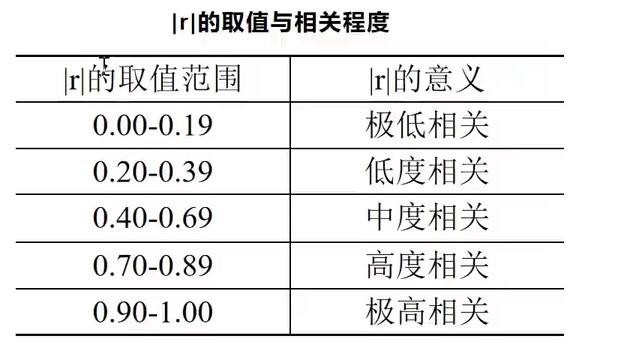 |r|的取值与相关程度
|r|的取值范围 |r|的意义
0.00-0.19 极低相关
0.20-0.39 低度相关
0.40-0.69 中度相关
0.70-0.89 高度相关
0.90-1.00 极高相关